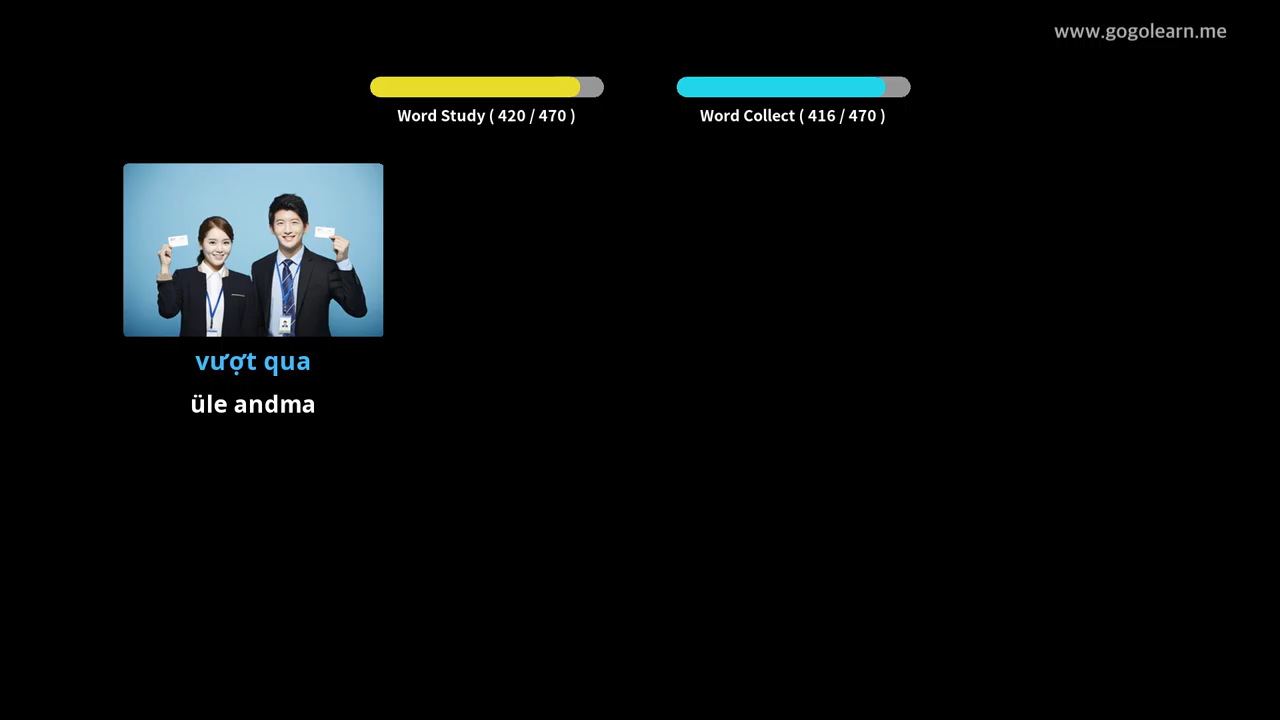 www.gogolearn.me
Word Study ( 420 / 470 )
Word Collect ( 416 / 470 )
vượt qua
üle andma